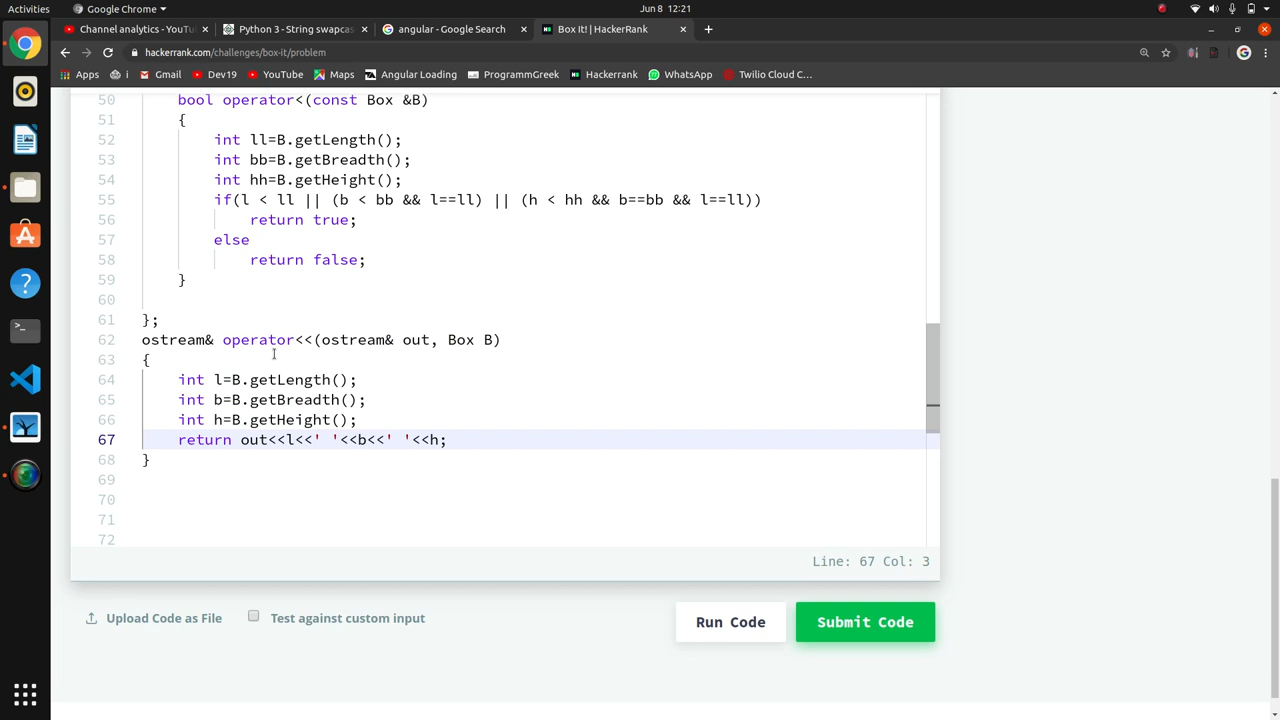 Activities
Google Chrome
Jun 8 12:21
Channel analytics - YouTu
Python 3 - String swapcas
angular - Google Search
Box It! | HackerRank
hackerrank.com/challenges/box-it/problem
Apps
i
Gmail
Dev19
YouTube
Maps
Angular Loading
ProgrammGreek
Hackerrank
WhatsApp
Twilio Cloud C...
50 bool operator<(const Box &B)
51 {
52 int ll=B.getLength();
53 int bb=B.getBreadth();
54 int hh=B.getHeight();
55 if(l < ll || (b < bb && l==ll) || (h < hh && b==bb && l==ll))
56 return true;
57 else
58 return false;
59 }
60
61 };
62 ostream& operator<<(ostream& out, Box B)
63 {
64 int l=B.getLength();
65 int b=B.getBreadth();
66 int h=B.getHeight();
67 return out<<l<<' '<<b<<' '<<h;
68 }
69
70
71
72
Line: 67 Col: 3
Upload Code as File
Test against custom input
Run Code
Submit Code